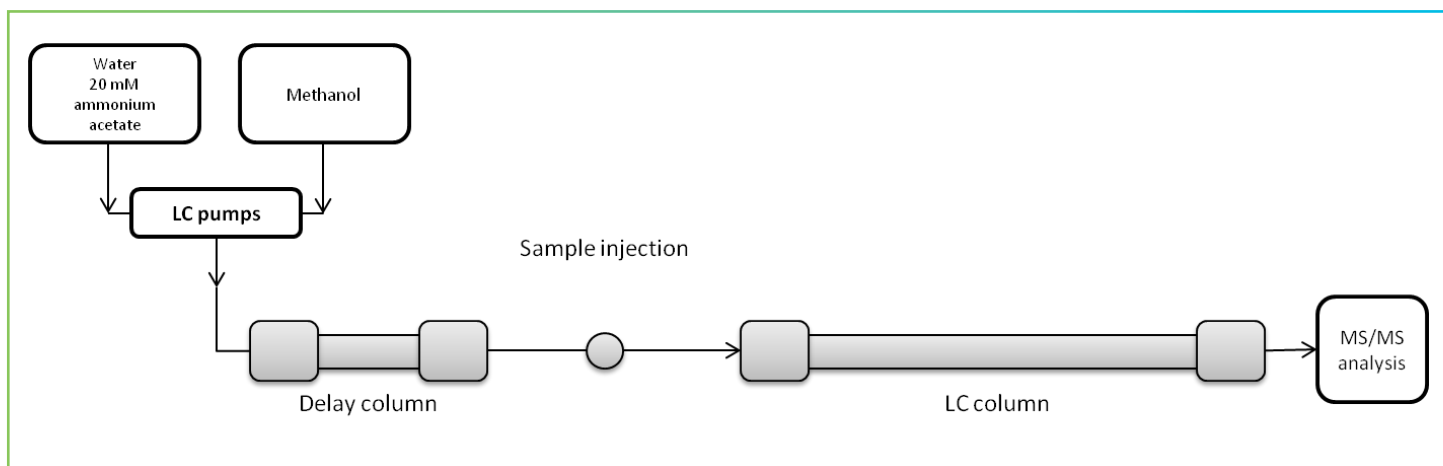 Water
20 mM
ammonium
acetate
Methanol
LC pumps
Sample injection
Delay column
LC column
MS/MS
analysis